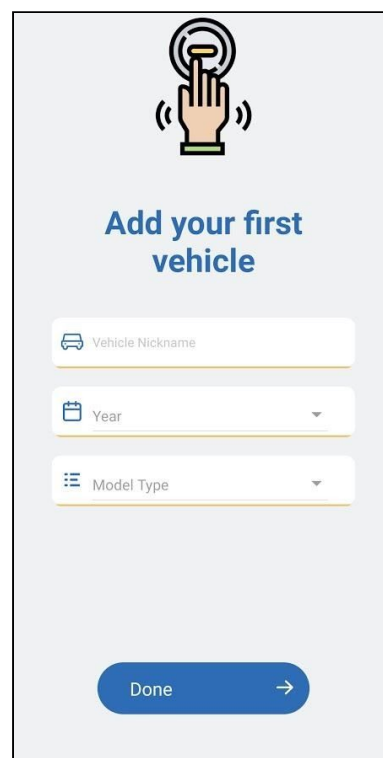 Add your first
vehicle
Vehicle Nickname
Year
Model Type
Done